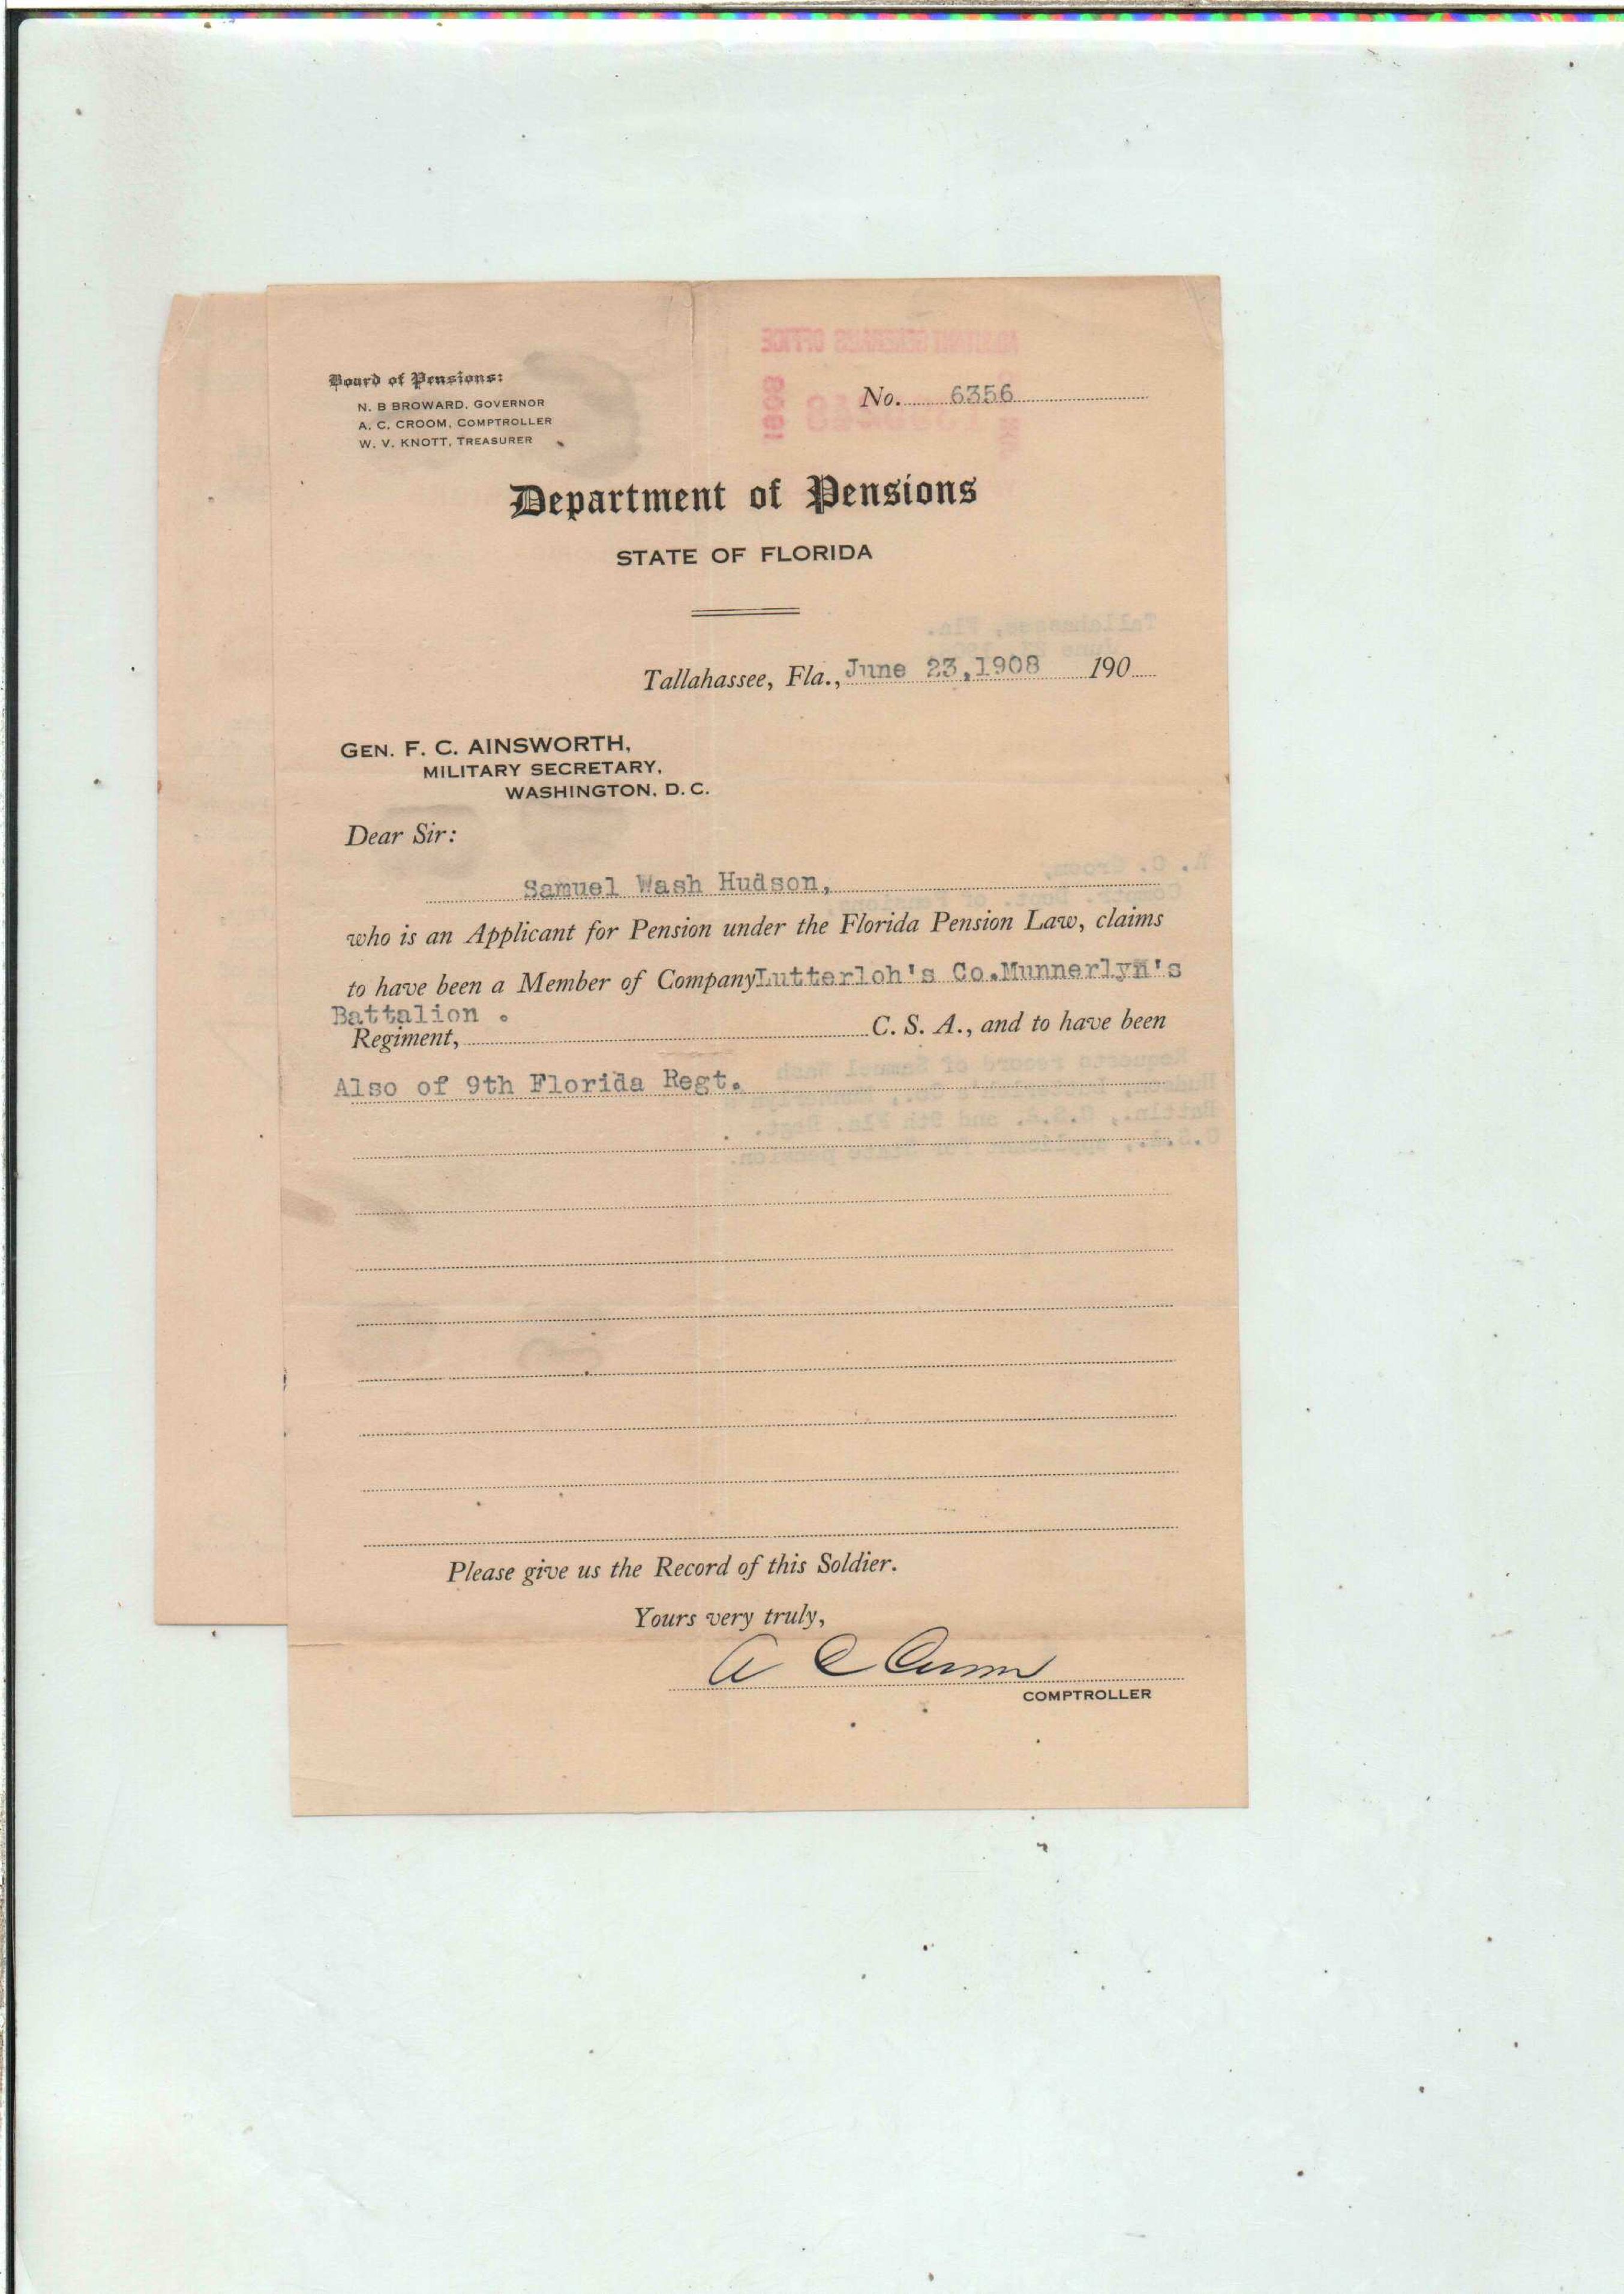 Board of Pensions:
N. B BROWARD, GOVERNOR
A. C. CROOM, COMPTROLLER
W. V. KNOTT, TREASURER
No. 6356
Department of Pensions
STATE OF FLORIDA
Tallahassee, Fla., June 23,1908 190
GEN. F. C. AINSWORTH,
MILITARY SECRETARY,
WASHINGTON, D. C.
Dear Sir:
Samuel Wash Hudson,
who is an Applicant for Pension under the Florida Pension Law, claims
to have been a Member of Company Lutterloh's Co.Munnerlyn's
Battalion .
Regiment, C. S. A., and to have been
Also of 9th Florida Regt.
Please give us the Record of this Soldier.
Yours very truly,
A C Croom
COMPTROLLER